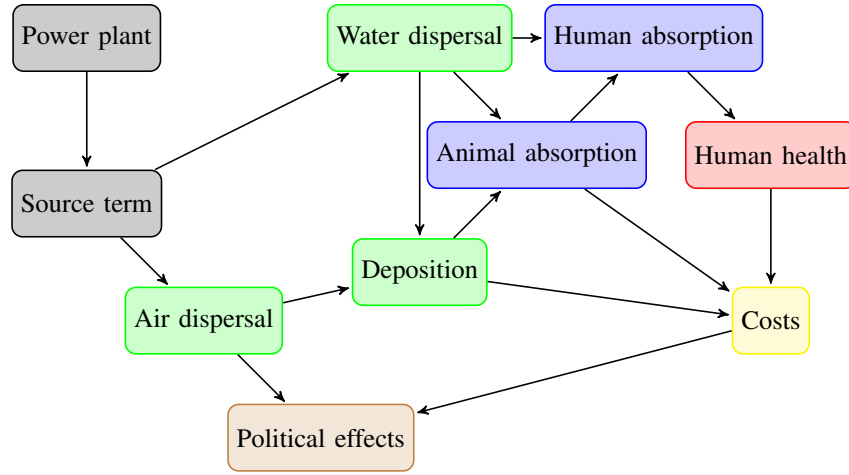 Power plant
Water dispersal
Human absorption
Animal absorption
Human health
Source term
Deposition
Air dispersal
Costs
Political effects